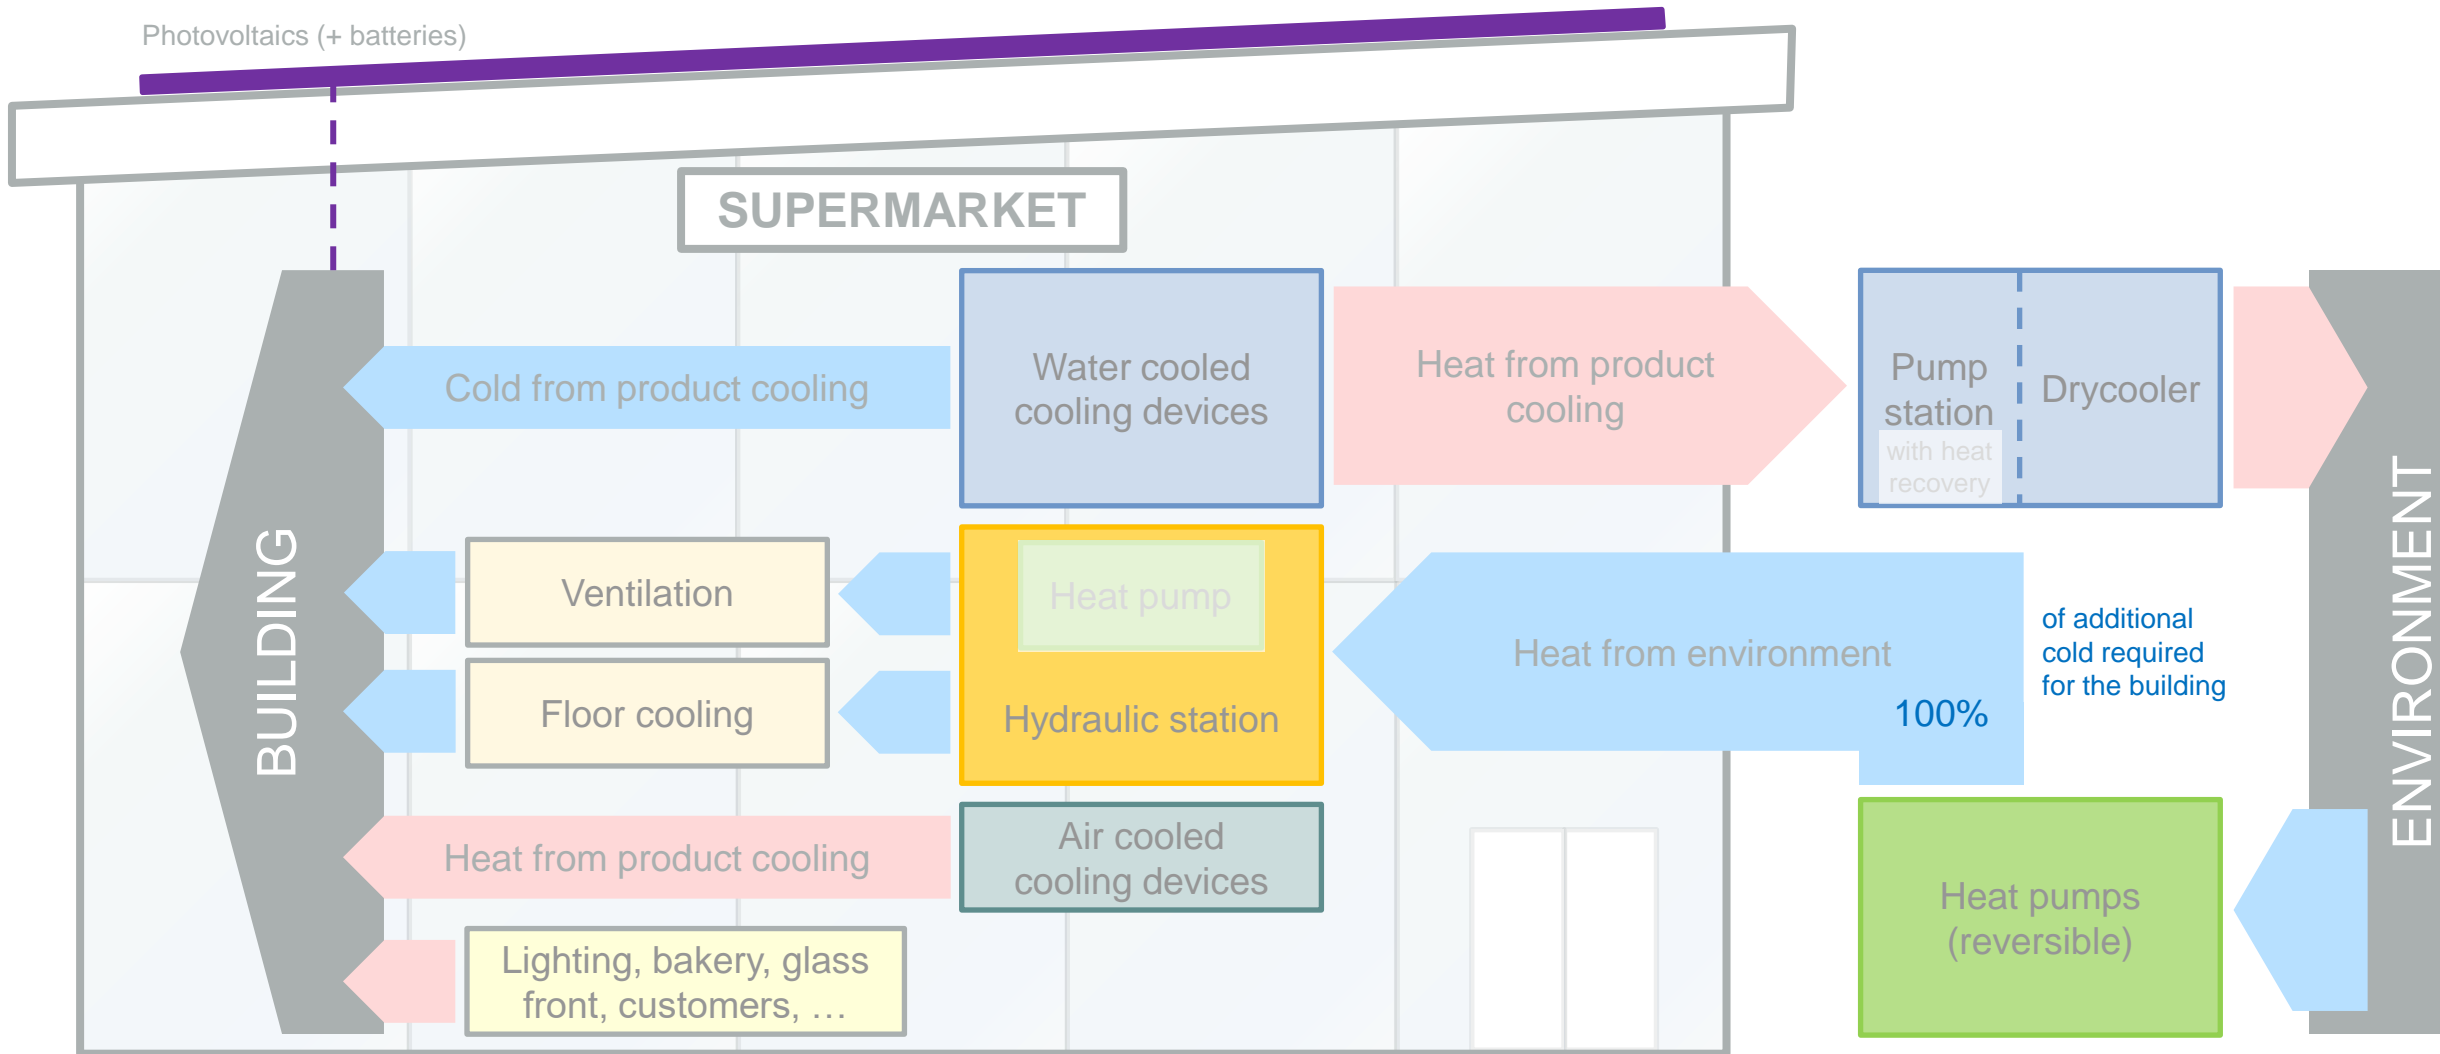 Photovoltaics (+ batteries)
SUPERMARKET
BUILDING
Cold from product cooling
Water cooled
cooling devices
Heat from product
cooling
Pump
station
with heat
recovery
Drycooler
ENVIRONMENT
Ventilation
Heat pump
Floor cooling
Hydraulic station
Heat from environment
100%
of additional
cold required
for the building
Heat from product cooling
Air cooled
cooling devices
Heat pumps
(reversible)
Lighting, bakery, glass
front, customers, …